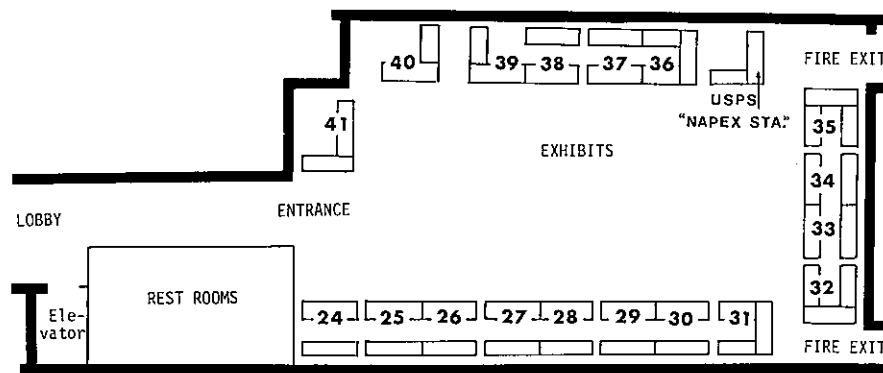 40
39
38
37
36
FIRE EXIT
USPS
"NAPEX STA."
41
35
EXHIBITS
34
LOBBY
ENTRANCE
33
REST ROOMS
32
Ele-
vator
24
25
26
27
28
29
30
31
FIRE EXIT